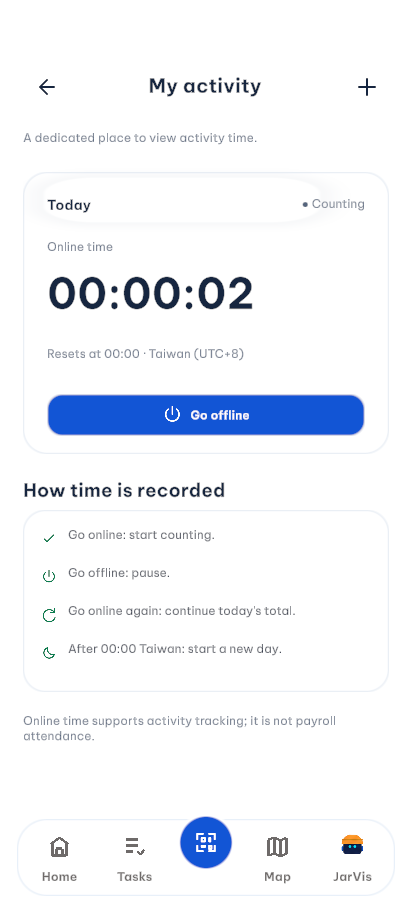 My activity
A dedicated place to view activity time.
Today
• Counting
Online time
00:00:02
Resets at 00:00 · Taiwan (UTC+8)
Go offline
How time is recorded
Go online: start counting.
Go offline: pause.
Go online again: continue today's total.
After 00:00 Taiwan: start a new day.
Online time supports activity tracking; it is not payroll
attendance.
Home
Tasks
Map
JarVis